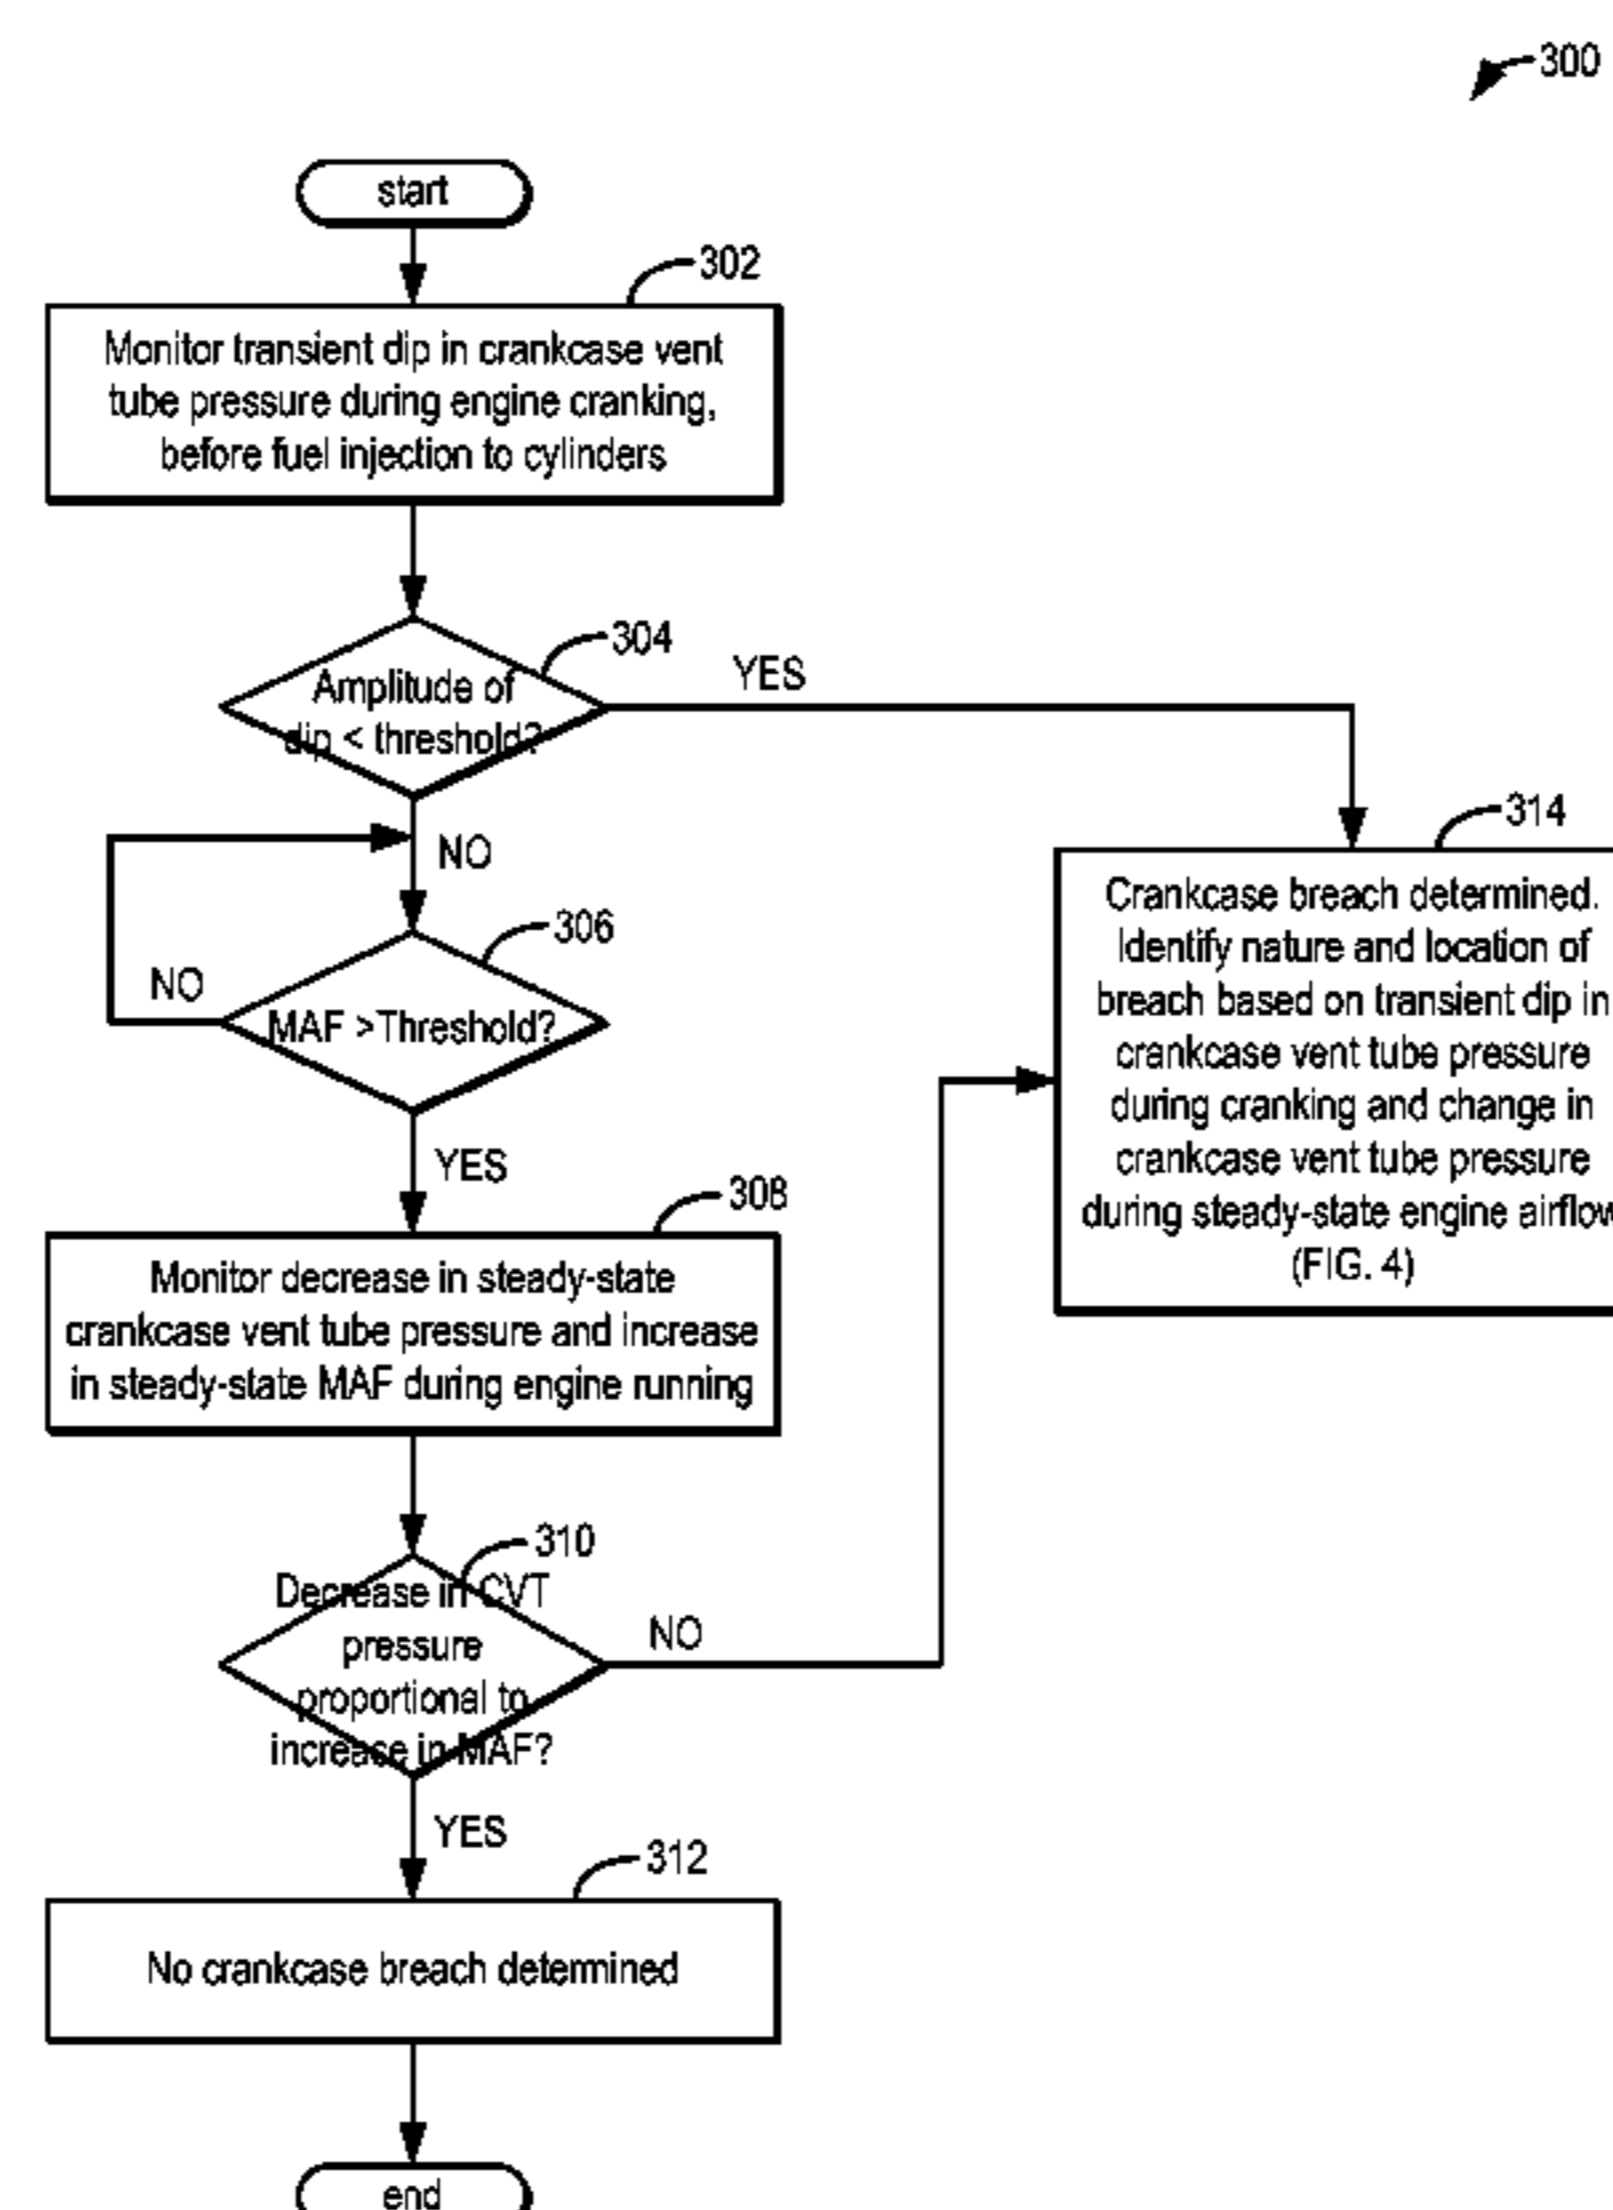 300
start
302
Monitor transient dip in crankcase vent
tube pressure during engine cranking,
before fuel injection to cylinders
304
Amplitude of
dip < threshold?
YES
NO
306
MAF >Threshold?
NO
YES
308
Monitor decrease in steady-state
crankcase vent tube pressure and increase
in steady-state MAF during engine running
310
Decrease in CVT
pressure
proportional to
increase in MAF?
NO
YES
312
No crankcase breach determined
end
314
Crankcase breach determined.
Identify nature and location of
breach based on transient dip in
crankcase vent tube pressure
during cranking and change in
crankcase vent tube pressure
during steady-state engine airflow
(FIG. 4)